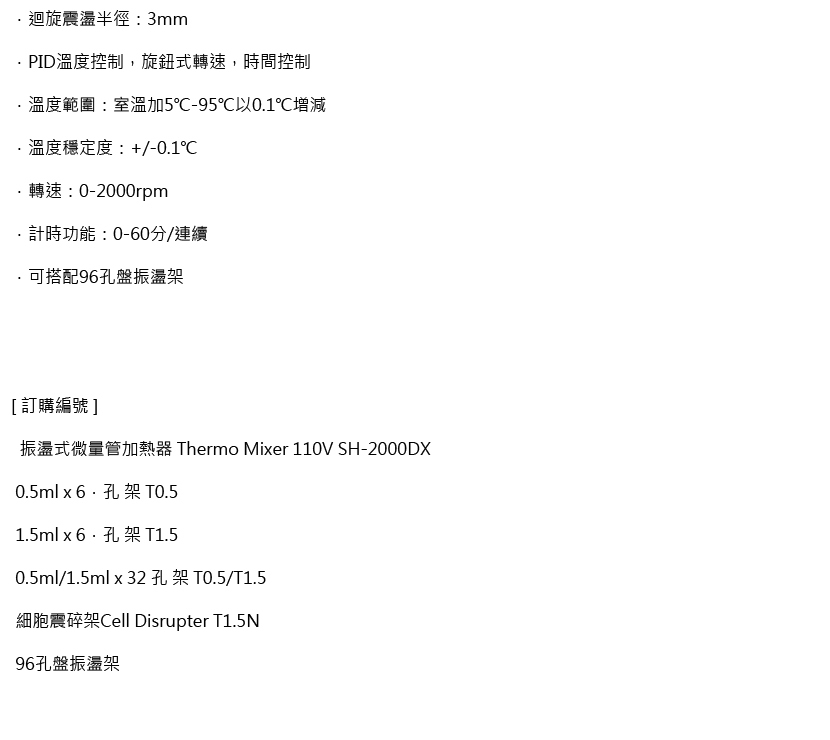 · 迴旋震盪半徑：3mm
· PID溫度控制，旋鈕式轉速，時間控制
· 溫度範圍：室溫加5℃-95℃以0.1℃增減
· 溫度穩定度：+/-0.1℃
· 轉速：0-2000rpm
· 計時功能：0-60分/連續
· 可搭配96孔盤振盪架
[ 訂購編號 ]
振盪式微量管加熱器 Thermo Mixer 110V SH-2000DX
0.5ml x 6 · 孔 架 T0.5
1.5ml x 6 · 孔 架 T1.5
0.5ml/1.5ml x 32 孔 架 T0.5/T1.5
細胞震碎架Cell Disrupter T1.5N
96孔盤振盪架